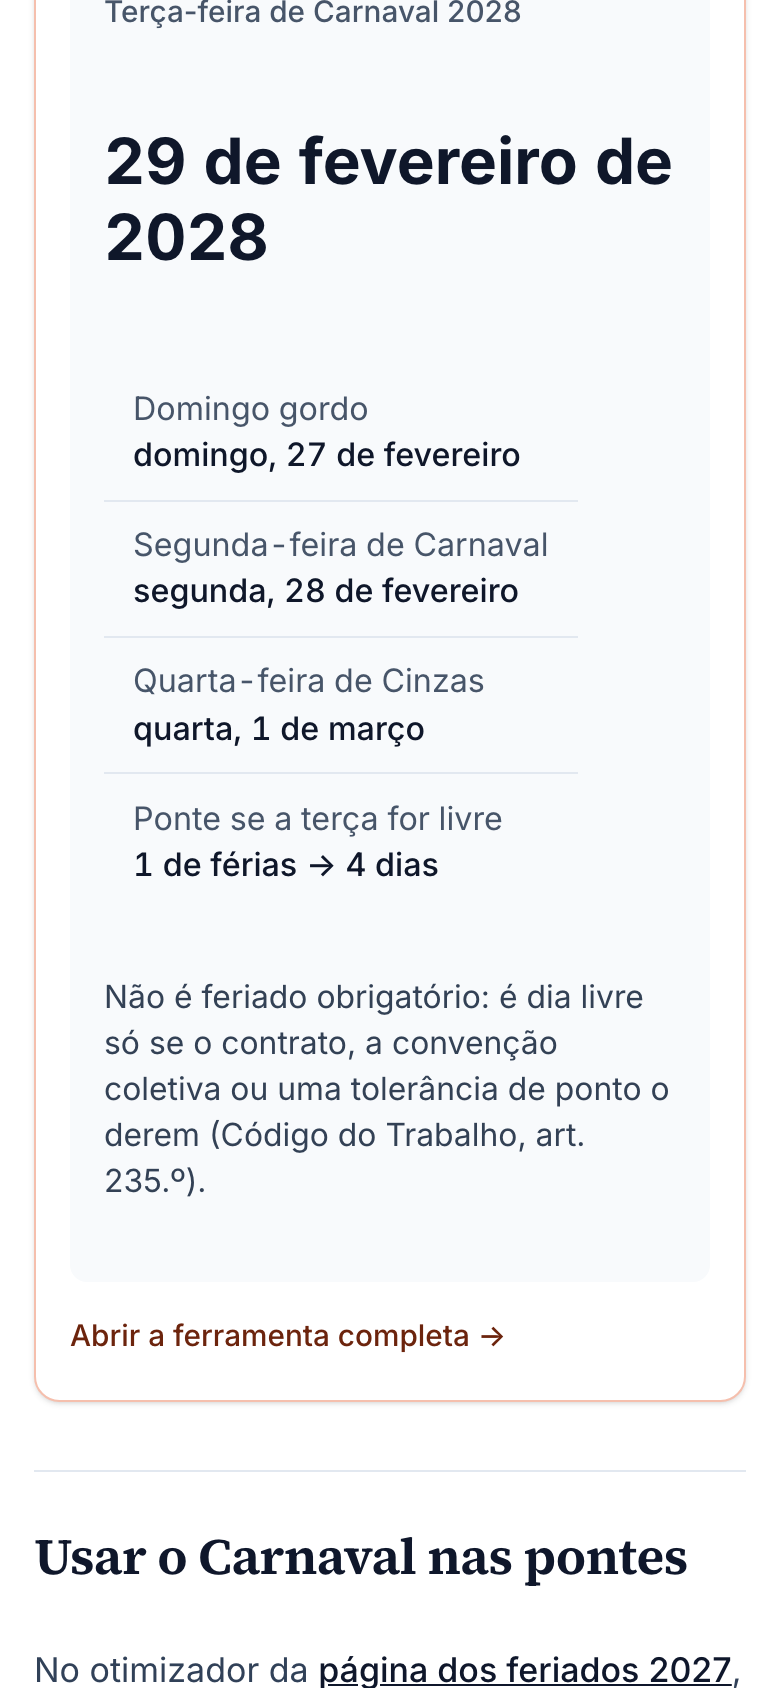 Terça-feira de Carnaval 2028
29 de fevereiro de
2028
Domingo gordo
domingo, 27 de fevereiro
Segunda-feira de Carnaval
segunda, 28 de fevereiro
Quarta-feira de Cinzas
quarta, 1 de março
Ponte se a terça for livre
1 de férias → 4 dias
Não é feriado obrigatório: é dia livre
só se o contrato, a convenção
coletiva ou uma tolerância de ponto o
derem (Código do Trabalho, art.
235.º).
Abrir a ferramenta completa →
Usar o Carnaval nas pontes
No otimizador da página dos feriados 2027,